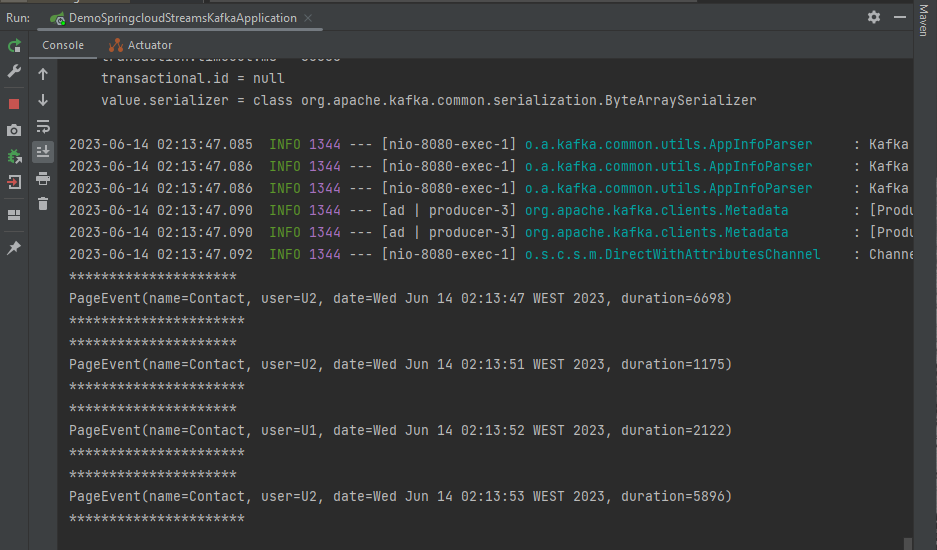 Run: DemoSpringcloudStreamsKafkaApplication
Maven
Console Actuator
transactional.id = null
value.serializer = class org.apache.kafka.common.serialization.ByteArraySerializer
2023-06-14 02:13:47.085  INFO 1344 --- [nio-8080-exec-1] o.a.kafka.common.utils.AppInfoParser     : Kafka
2023-06-14 02:13:47.086  INFO 1344 --- [nio-8080-exec-1] o.a.kafka.common.utils.AppInfoParser     : Kafka
2023-06-14 02:13:47.086  INFO 1344 --- [nio-8080-exec-1] o.a.kafka.common.utils.AppInfoParser     : Kafka
2023-06-14 02:13:47.090  INFO 1344 --- [ad | producer-3] org.apache.kafka.clients.Metadata        : [Produ
2023-06-14 02:13:47.090  INFO 1344 --- [ad | producer-3] org.apache.kafka.clients.Metadata        : [Produ
2023-06-14 02:13:47.092  INFO 1344 --- [nio-8080-exec-1] o.s.c.s.m.DirectWithAttributesChannel    : Channe
********************
PageEvent(name=Contact, user=U2, date=Wed Jun 14 02:13:47 WEST 2023, duration=6698)
*********************
********************
PageEvent(name=Contact, user=U2, date=Wed Jun 14 02:13:51 WEST 2023, duration=1175)
*********************
********************
PageEvent(name=Contact, user=U1, date=Wed Jun 14 02:13:52 WEST 2023, duration=2122)
*********************
********************
PageEvent(name=Contact, user=U2, date=Wed Jun 14 02:13:53 WEST 2023, duration=5896)
*********************